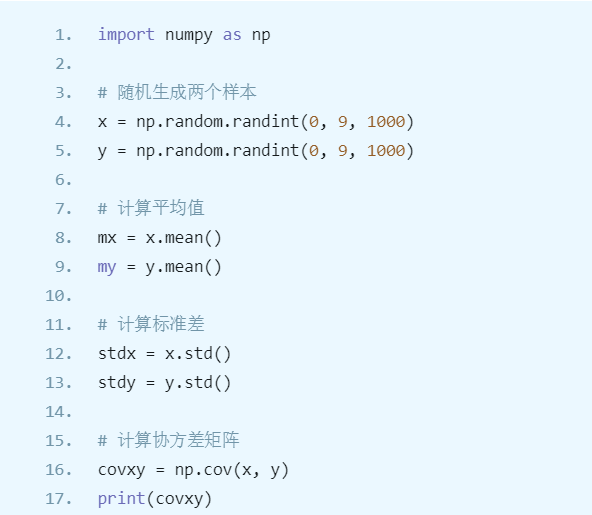 1. import numpy as np
2.
3. # 随机生成两个样本
4. x = np.random.randint(0, 9, 1000)
5. y = np.random.randint(0, 9, 1000)
6.
7. # 计算平均值
8. mx = x.mean()
9. my = y.mean()
10.
11. # 计算标准差
12. stdx = x.std()
13. stdy = y.std()
14.
15. # 计算协方差矩阵
16. covxy = np.cov(x, y)
17. print(covxy)